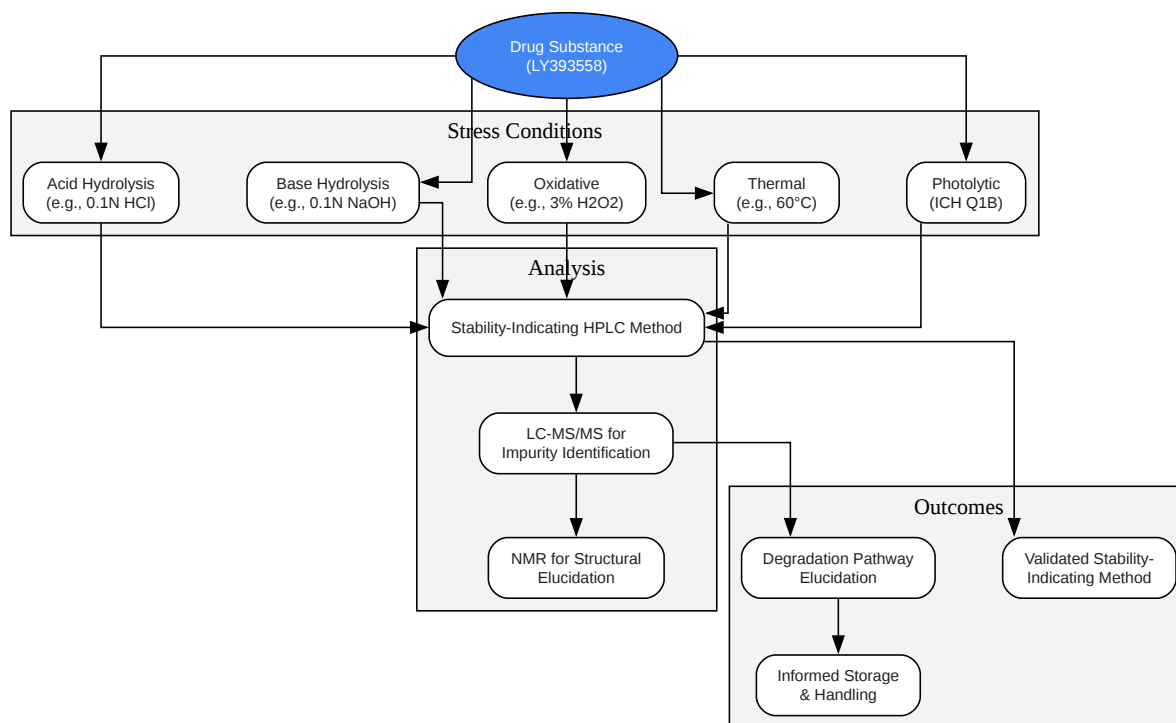 Drug Substance
(LY393558)
Stress Conditions
Acid Hydrolysis
(e.g., 0.1N HCl)
Base Hydrolysis
(e.g., 0.1N NaOH)
Oxidative
(e.g., 3% H2O2)
Thermal
(e.g., 60°C)
Photolytic
(ICH Q1B)
Analysis
Stability-Indicating HPLC Method
LC-MS/MS for
Impurity Identification
NMR for Structural
Elucidation
Outcomes
Degradation Pathway
Elucidation
Validated Stability-
Indicating Method
Informed Storage
& Handling